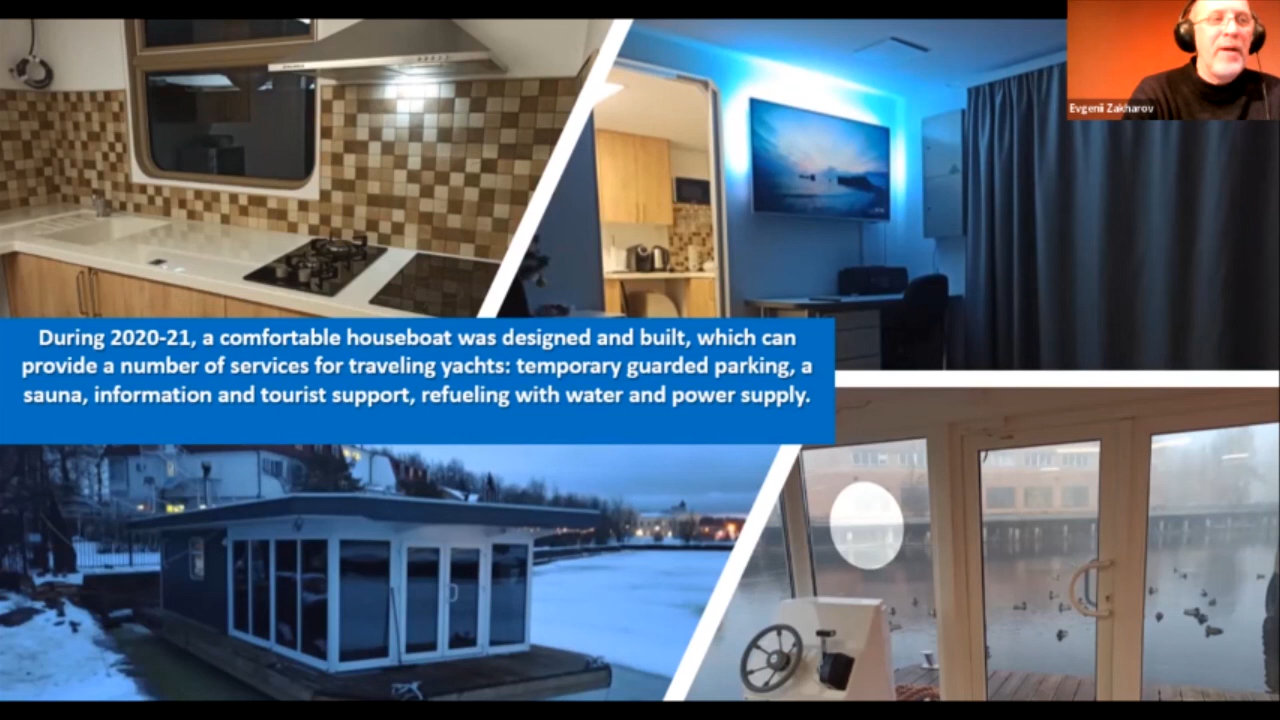 Evgenii Zakharov
During 2020-21, a comfortable houseboat was designed and built, which can
provide a number of services for traveling yachts: temporary guarded parking, a
sauna, information and tourist support, refueling with water and power supply.